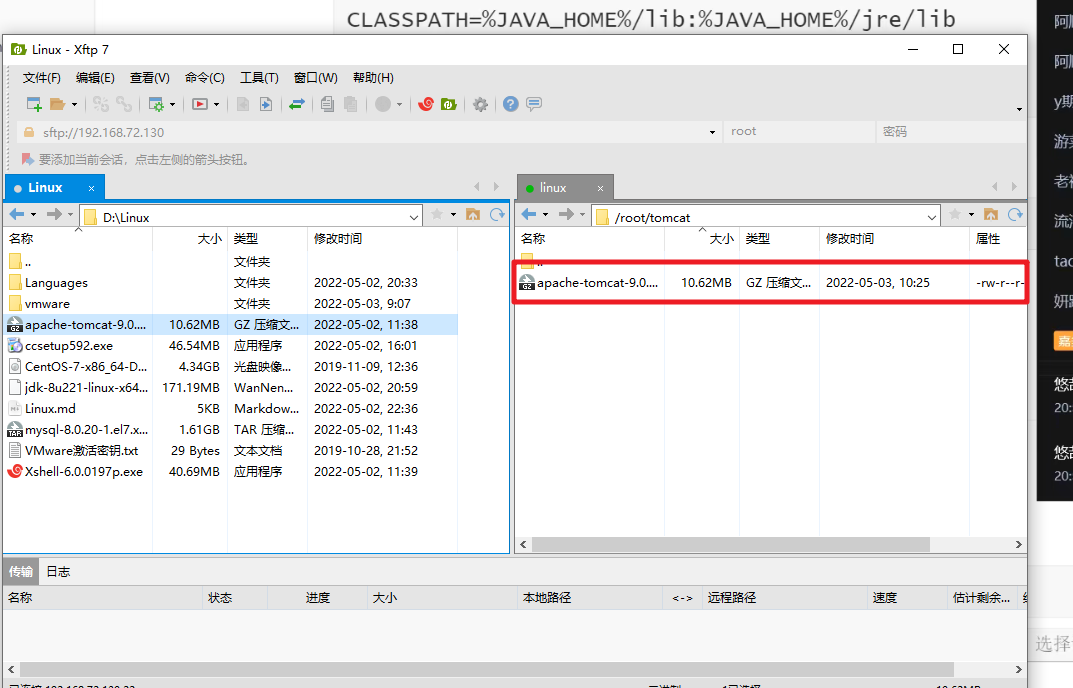 CLASSPATH=%JAVA_HOME%/lib:%JAVA_HOME%/jre/lib
Linux - Xftp 7
文件(F) 编辑(E) 查看(V) 命令(C) 工具(T) 窗口(W) 帮助(H)
sftp://192.168.72.130 root 密码
要添加当前会话，点击左侧的箭头按钮。
Linux × linux ×
D:\Linux /root/tomcat
名称 大小 类型 修改时间 名称 大小 类型 修改时间 属性
.. 文件夹 ..
Languages 文件夹 2022-05-02, 20:33 apache-tomcat-9.0.... 10.62MB GZ 压缩文... 2022-05-03, 10:25 -rw-r--r-
vmware 文件夹 2022-05-03, 9:07
apache-tomcat-9.0.... 10.62MB GZ 压缩文... 2022-05-02, 11:38
ccsetup592.exe 46.54MB 应用程序 2022-05-02, 16:01
CentOS-7-x86_64-D... 4.34GB 光盘映像... 2019-11-09, 12:36
jdk-8u221-linux-x64... 171.19MB WanNen... 2022-05-02, 20:59
Linux.md 5KB Markdow... 2022-05-02, 22:36
mysql-8.0.20-1.el7.x... 1.61GB TAR 压缩... 2022-05-02, 11:43
VMware激活密钥.txt 29 Bytes 文本文档 2019-10-28, 21:52
Xshell-6.0.0197p.exe 40.69MB 应用程序 2022-05-02, 11:39
传输 日志
名称 状态 进度 大小 本地路径 <-> 远程路径 速度 估计剩余...
阿
阿
y期
老
流
tac
悠
20:
悠
20:
选择